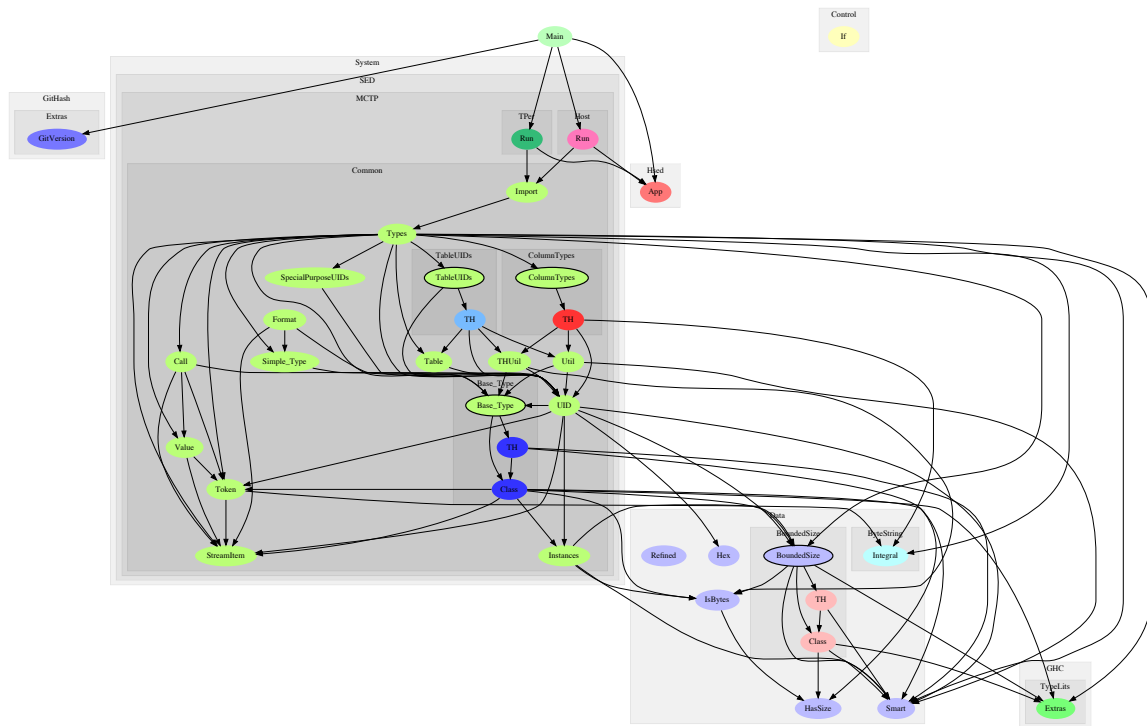 Control
If
Main
System
SED
MCTP
GitHash
Extras
GitVersion
TPer
Host
Run
Run
Common
Hsed
Import
App
Types
TableUIDs
ColumnTypes
SpecialPurposeUIDs
TableUIDs
ColumnTypes
Format
TH
TH
Call
Simple_Type
Table
THUtil
Util
Base_Type
Base_Type
UID
Value
TH
Token
Class
Data
BoundedSize
ByteString
StreamItem
Instances
Refined
Hex
BoundedSize
Integral
IsBytes
TH
Class
GHC
TypeLits
HasSize
Smart
Extras